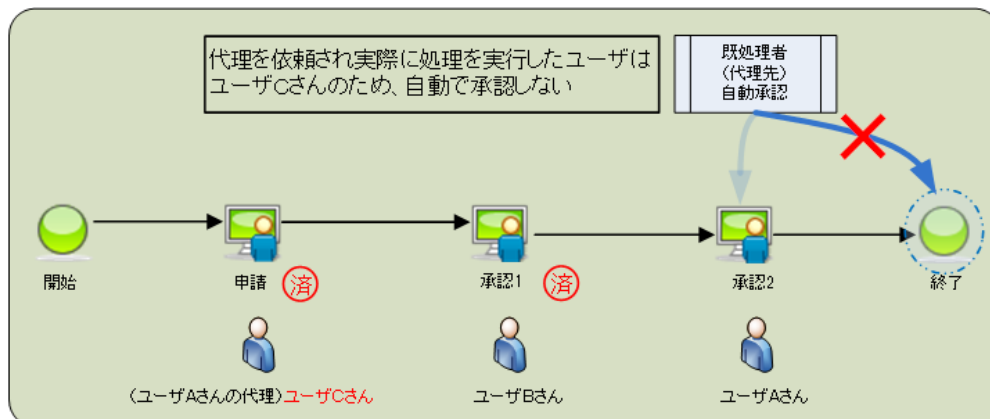 代理を依頼され実際に処理を実行したユーザは
ユーザCさんのため、自動で承認しない
既処理者
(代理先)
自動承認
開始
申請
済
承認1
済
承認2
終了
(ユーザAさんの代理)ユーザCさん
ユーザBさん
ユーザAさん